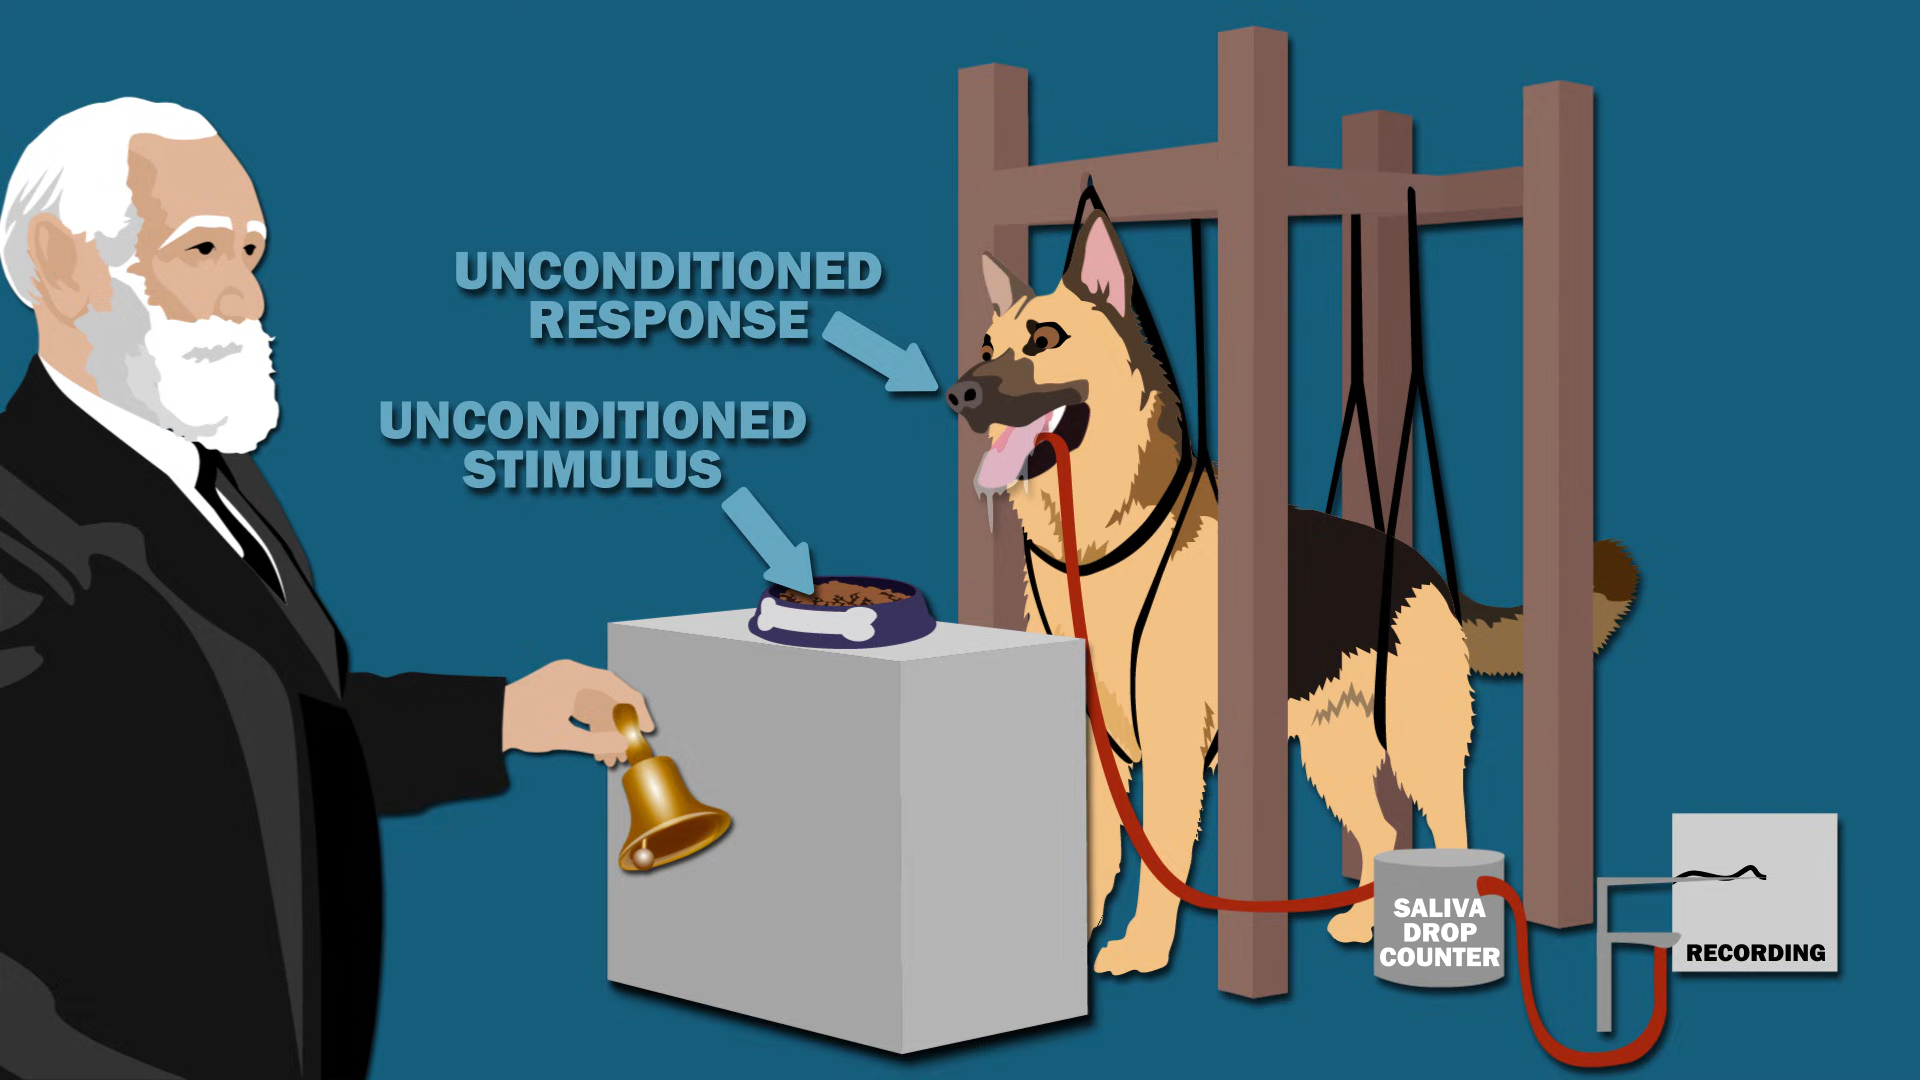 UNCONDITIONED
RESPONSE
UNCONDITIONED
STIMULUS
SALIVA
DROP
COUNTER
RECORDING